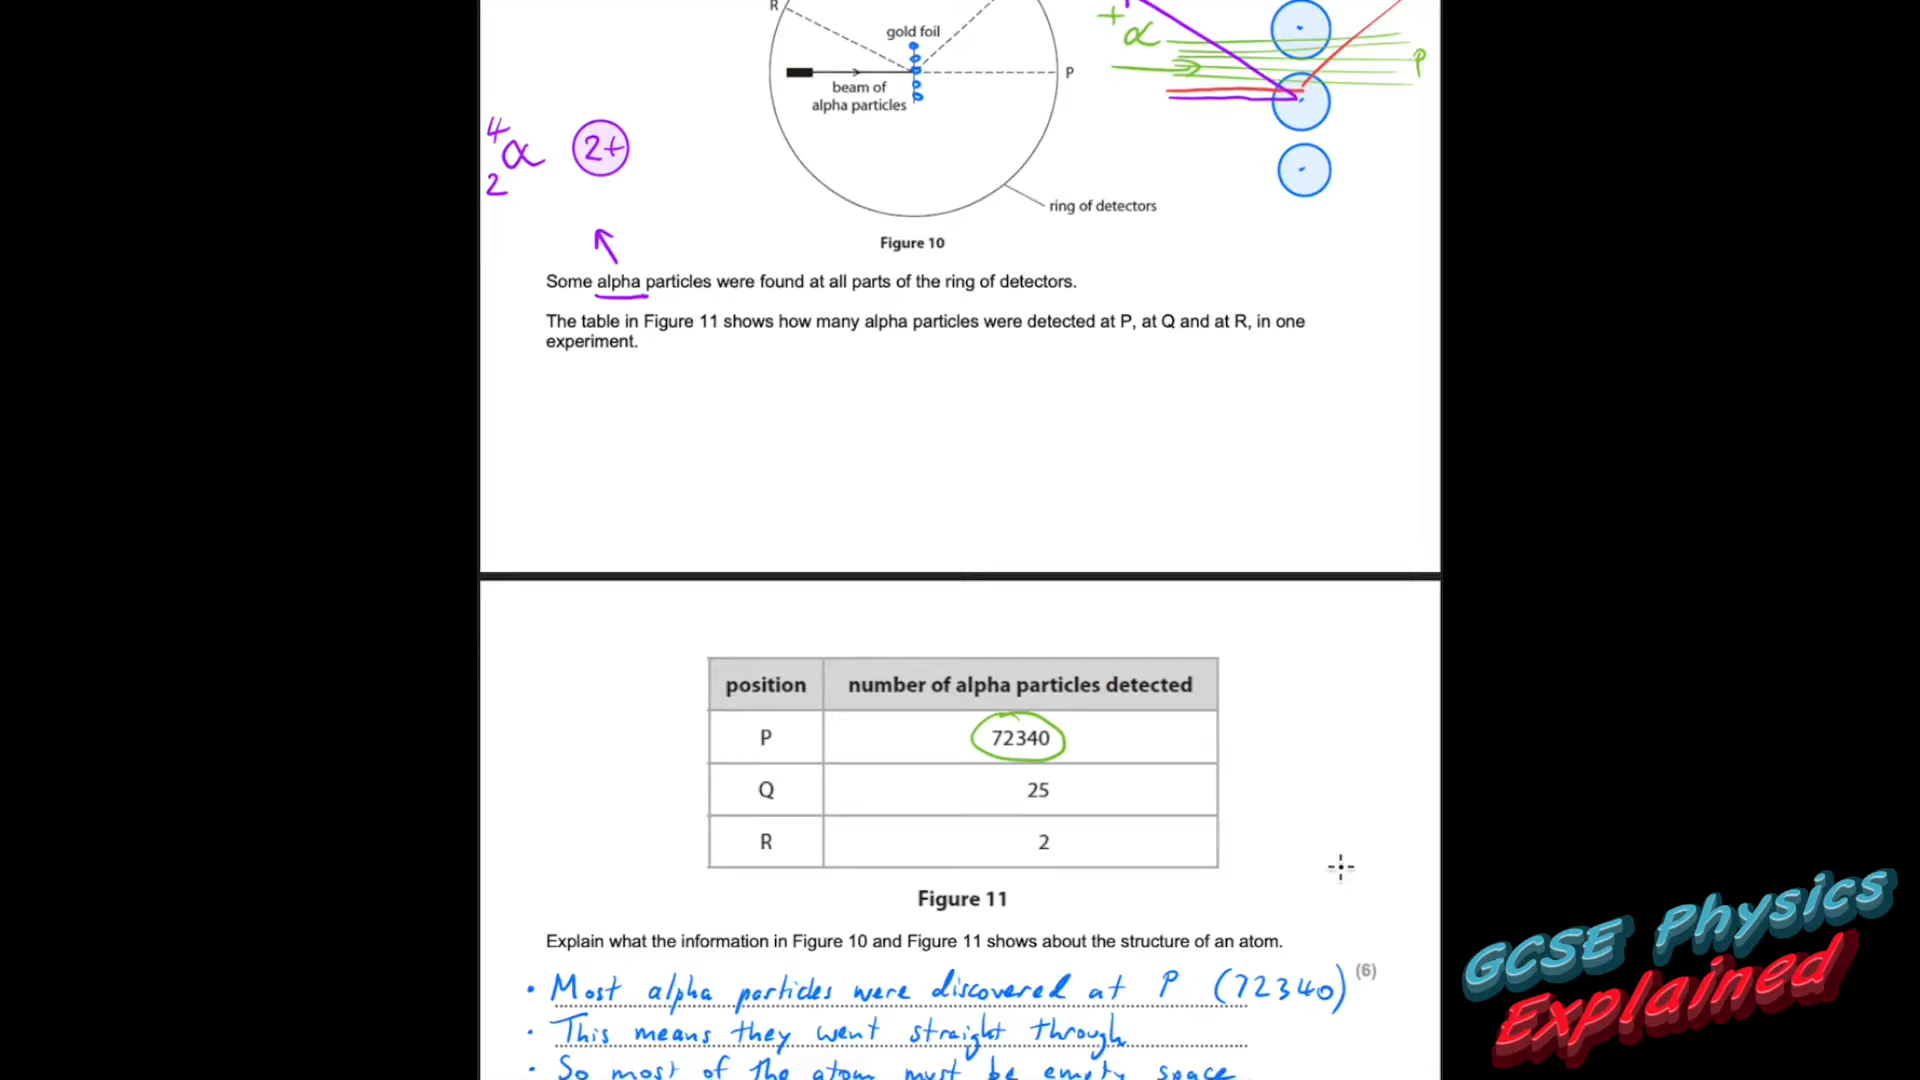 R
gold foil
+
α
P
P
beam of
alpha particles
4
α
2
2+
ring of detectors
Figure 10
Some alpha particles were found at all parts of the ring of detectors.
The table in Figure 11 shows how many alpha particles were detected at P, at Q and at R, in one
experiment.
position number of alpha particles detected
P 72340
Q 25
R 2
Figure 11
Explain what the information in Figure 10 and Figure 11 shows about the structure of an atom.
(6)
• Most alpha particles were discovered at P (72340)
• This means they went straight through
• So most of the atom must be empty space
GCSE Physics
Explained